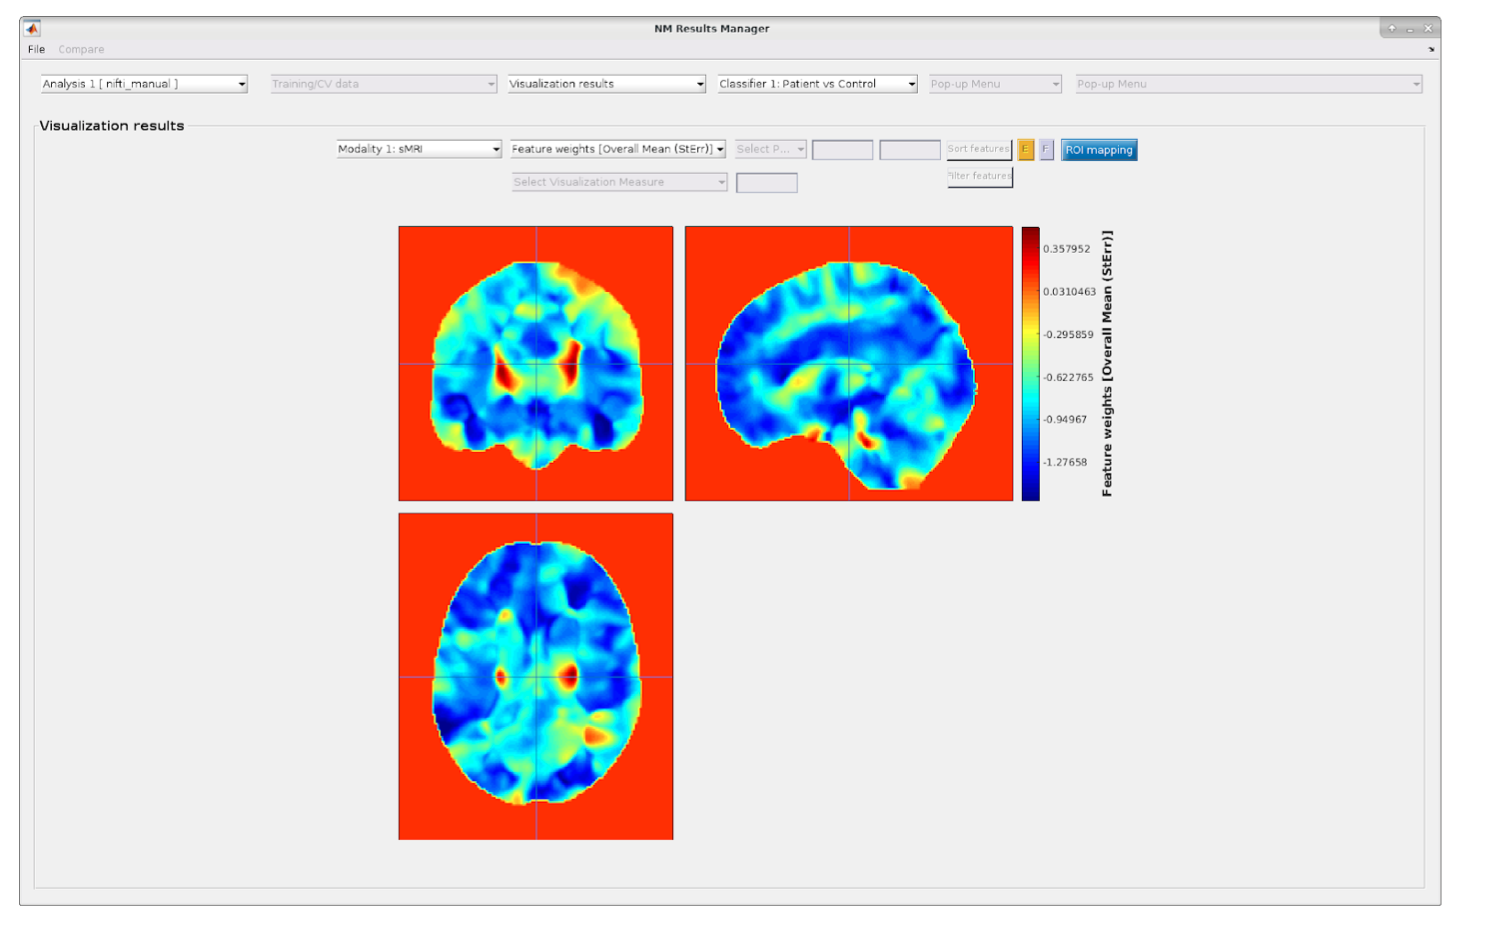 NM Results Manager
File Compare
Analysis 1 [ nifti_manual ] Training/CV data Visualization results Classifier 1: Patient vs Control Pop-up Menu Pop-up Menu
Visualization results
Modality 1: sMRI Feature weights [Overall Mean (StErr)] Select P... Sort features E F ROI mapping
Select Visualization Measure Filter features
0.357952
0.0310463
-0.295859
-0.622765
-0.94967
-1.27658
Feature weights [Overall Mean (StErr)]